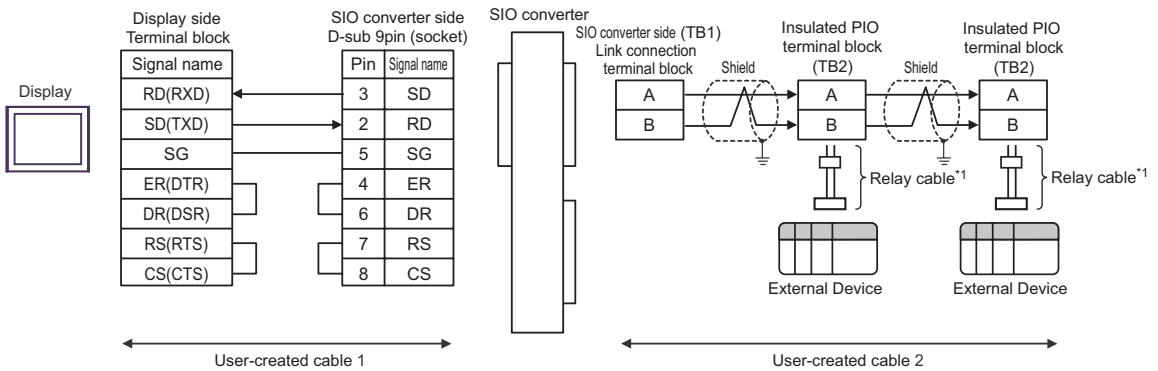 Display
Display side
Terminal block
Signal name
RD(RXD)
SD(TXD)
SG
ER(DTR)
DR(DSR)
RS(RTS)
CS(CTS)
SIO converter side
D-sub 9pin (socket)
Pin Signal name
3 SD
2 RD
5 SG
4 ER
6 DR
7 RS
8 CS
User-created cable 1
SIO converter
SIO converter side (TB1)
Link connection
terminal block
A
B
Shield
Insulated PIO
terminal block
(TB2)
A
B
Relay cable*1
External Device
Shield
Insulated PIO
terminal block
(TB2)
A
B
Relay cable*1
External Device
User-created cable 2